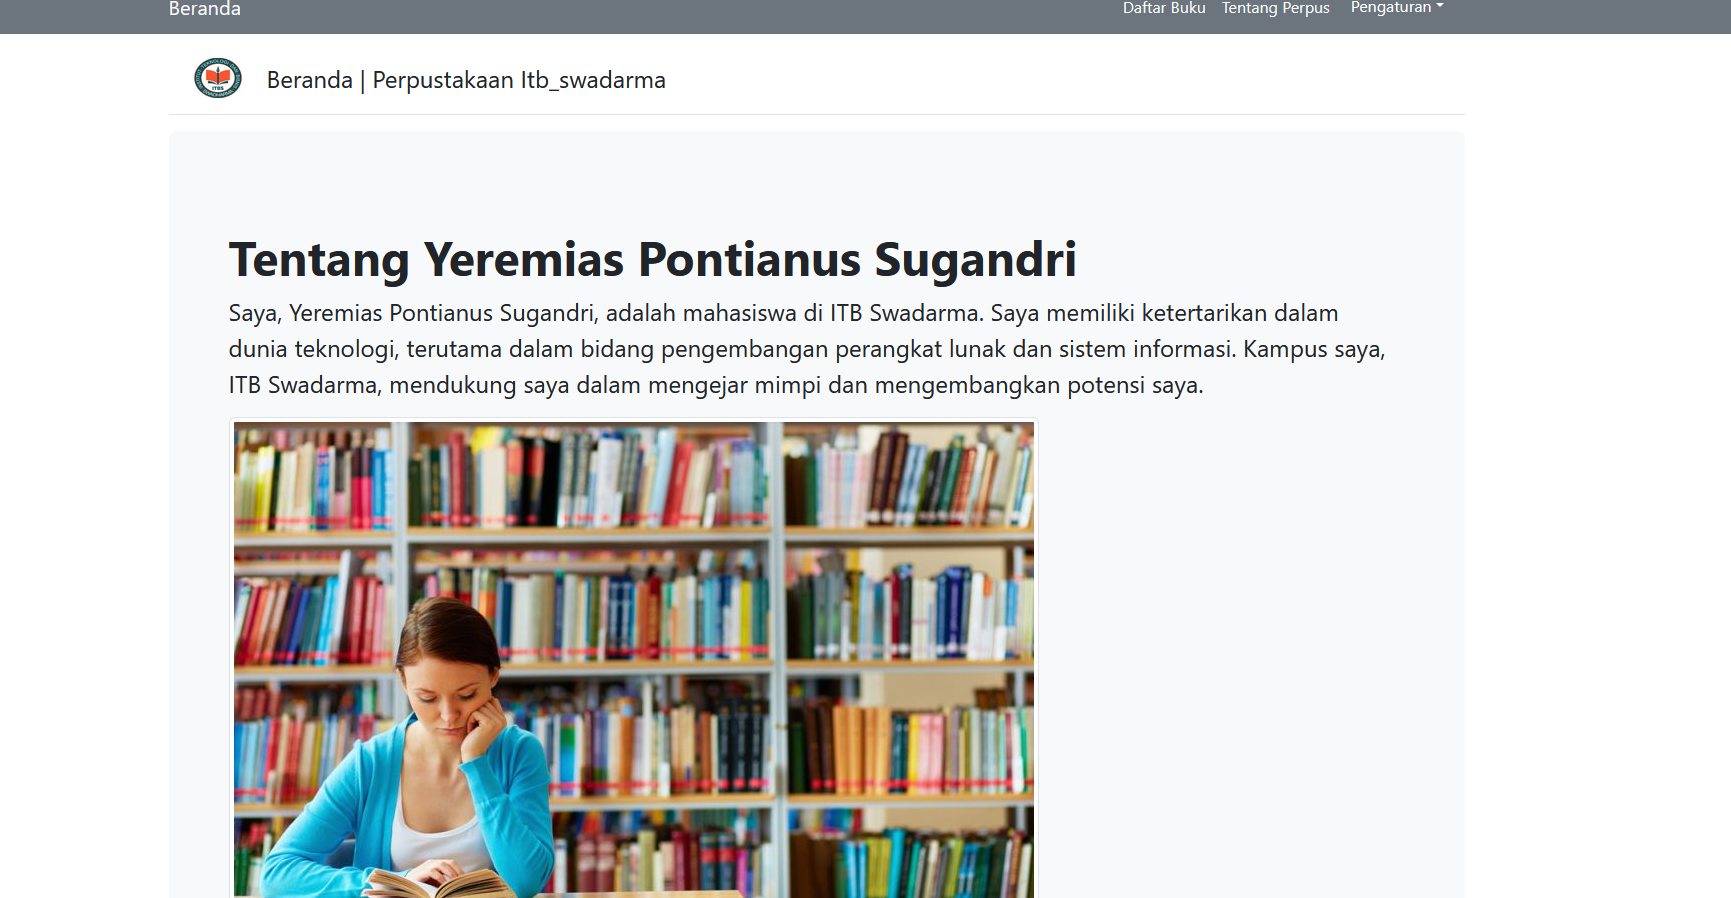 Beranda
Daftar Buku Tentang Perpus Pengaturan
ITBS
Beranda | Perpustakaan Itb_swadarma
Tentang Yeremias Pontianus Sugandri
Saya, Yeremias Pontianus Sugandri, adalah mahasiswa di ITB Swadarma. Saya memiliki ketertarikan dalam
dunia teknologi, terutama dalam bidang pengembangan perangkat lunak dan sistem informasi. Kampus saya,
ITB Swadarma, mendukung saya dalam mengejar mimpi dan mengembangkan potensi saya.